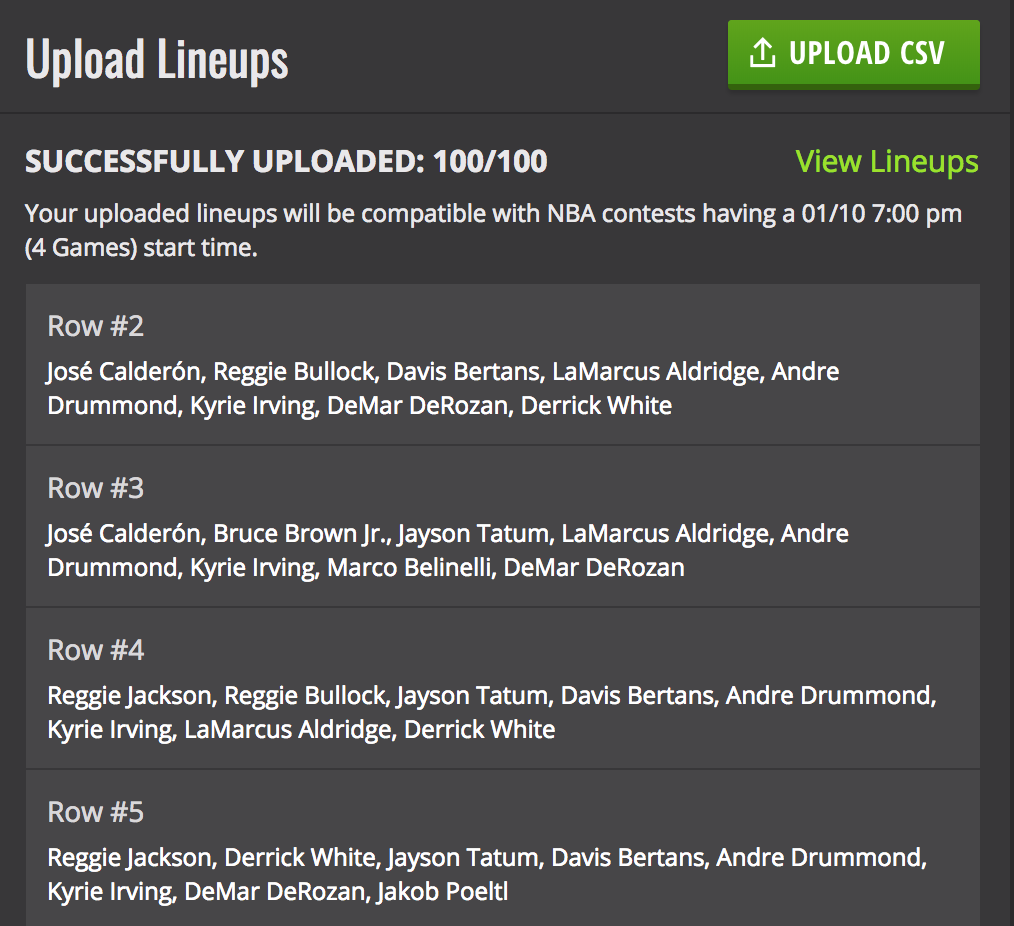 Upload Lineups
UPLOAD CSV
SUCCESSFULLY UPLOADED: 100/100
View Lineups
Your uploaded lineups will be compatible with NBA contests having a 01/10 7:00 pm
(4 Games) start time.
Row #2
José Calderón, Reggie Bullock, Davis Bertans, LaMarcus Aldridge, Andre
Drummond, Kyrie Irving, DeMar DeRozan, Derrick White
Row #3
José Calderón, Bruce Brown Jr., Jayson Tatum, LaMarcus Aldridge, Andre
Drummond, Kyrie Irving, Marco Belinelli, DeMar DeRozan
Row #4
Reggie Jackson, Reggie Bullock, Jayson Tatum, Davis Bertans, Andre Drummond,
Kyrie Irving, LaMarcus Aldridge, Derrick White
Row #5
Reggie Jackson, Derrick White, Jayson Tatum, Davis Bertans, Andre Drummond,
Kyrie Irving, DeMar DeRozan, Jakob Poeltl